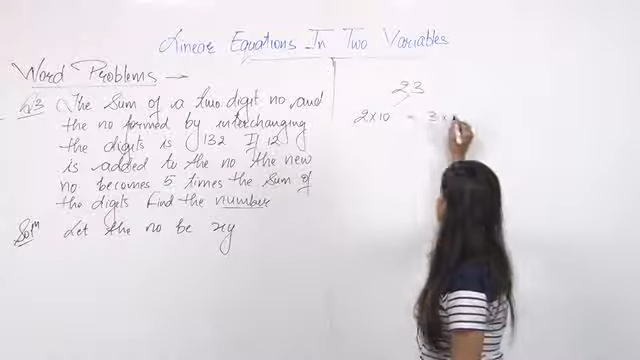 Linear Equations In Two Variables
Word Problems →
Q.3 The Sum of a two digit no and
the no formed by interchanging
the digits is 132 If 12
is added to the no the new
no becomes 5 times the sum of
the digits Find the number
Solⁿ Let the no be xy
23
2×10 = 3×